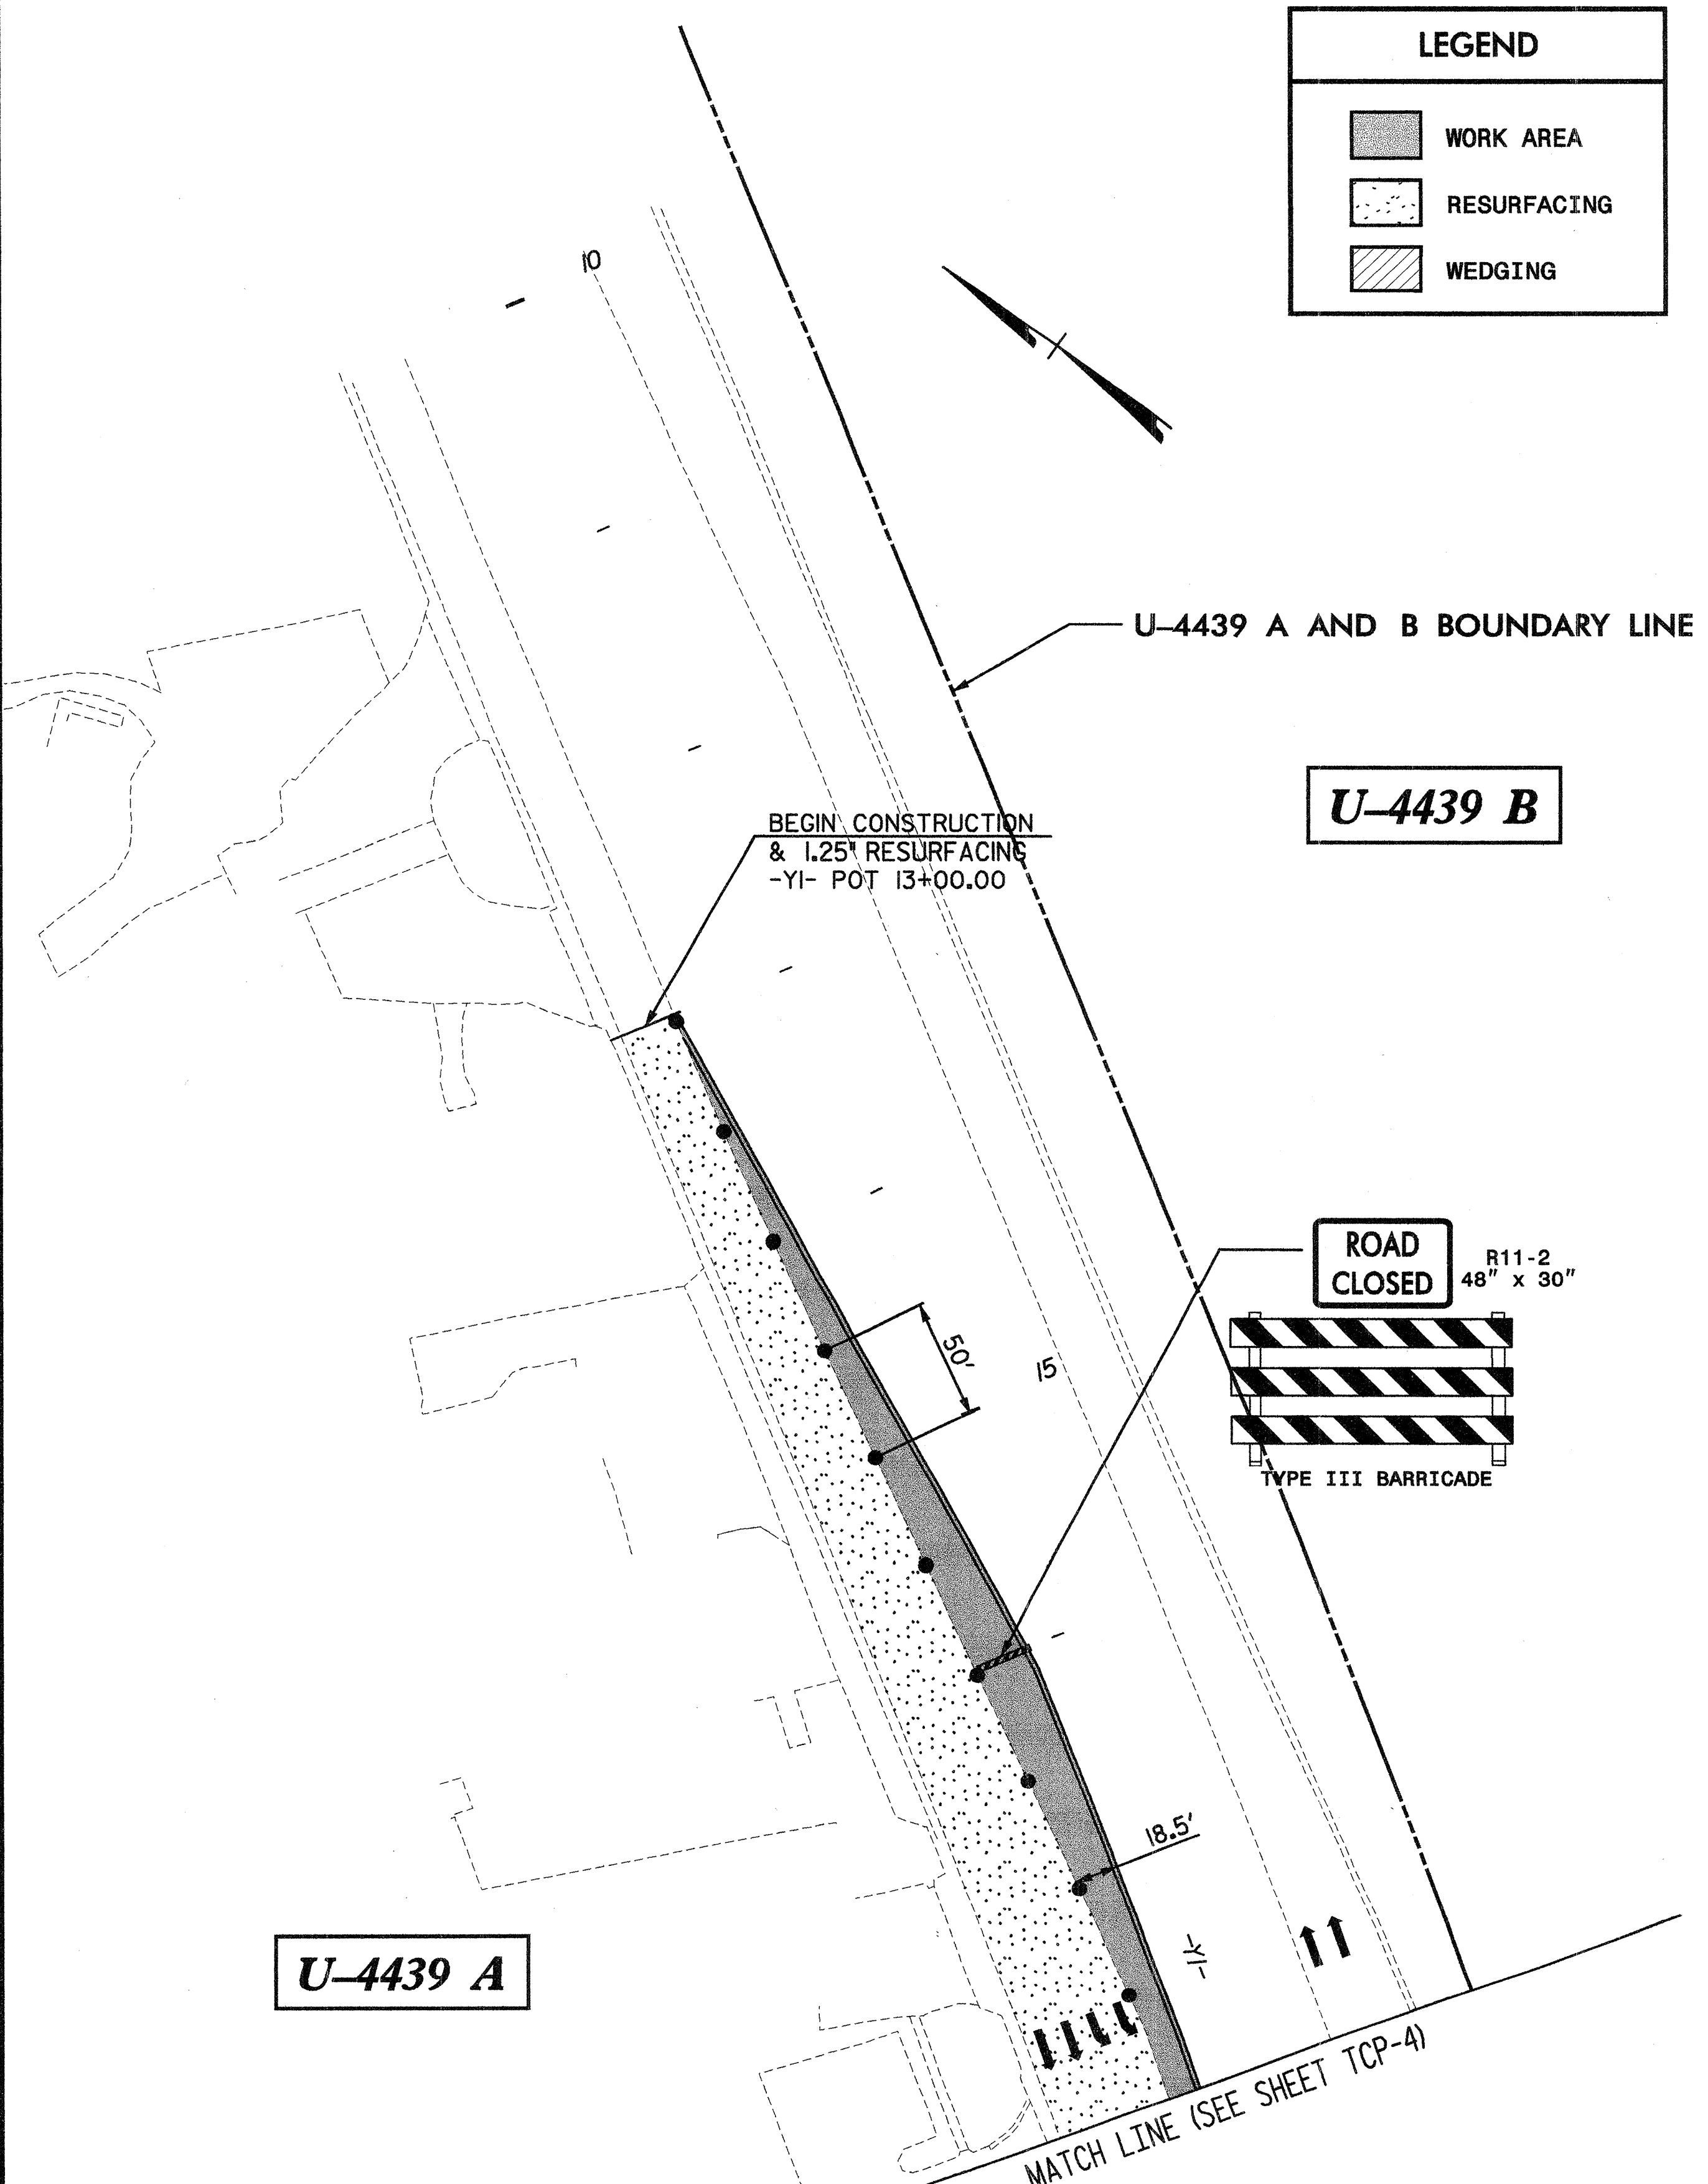 LEGEND
WORK AREA
RESURFACING
WEDGING
10
U-4439 A AND B BOUNDARY LINE
U-4439 B
BEGIN CONSTRUCTION
& 1.25" RESURFACING
-Y1- POT 13+00.00
ROAD
CLOSED
R11-2
48" x 30"
50'
15
TYPE III BARRICADE
18.5'
-Y1-
U-4439 A
MATCH LINE (SEE SHEET TCP-4)